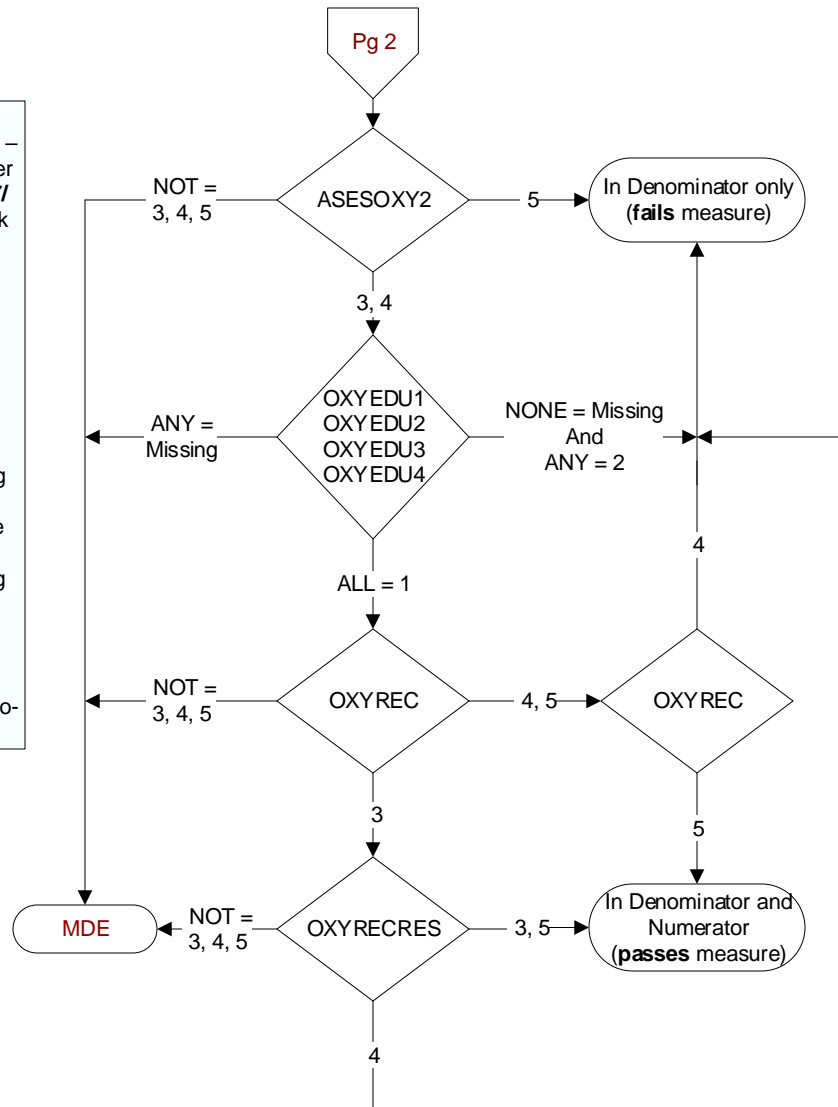 Pg 2
–
er
/
k
g
e
g
o-
NOT =
3, 4, 5
ASESOXY2
5
In Denominator only
(fails measure)
3, 4
ANY =
Missing
OXYEDU1
OXYEDU2
OXYEDU3
OXYEDU4
NONE = Missing
And
ANY = 2
4
ALL = 1
NOT =
3, 4, 5
OXYREC
4, 5
OXYREC
3
5
MDE
NOT =
3, 4, 5
OXYRECRES
3, 5
In Denominator and
Numerator
(passes measure)
4